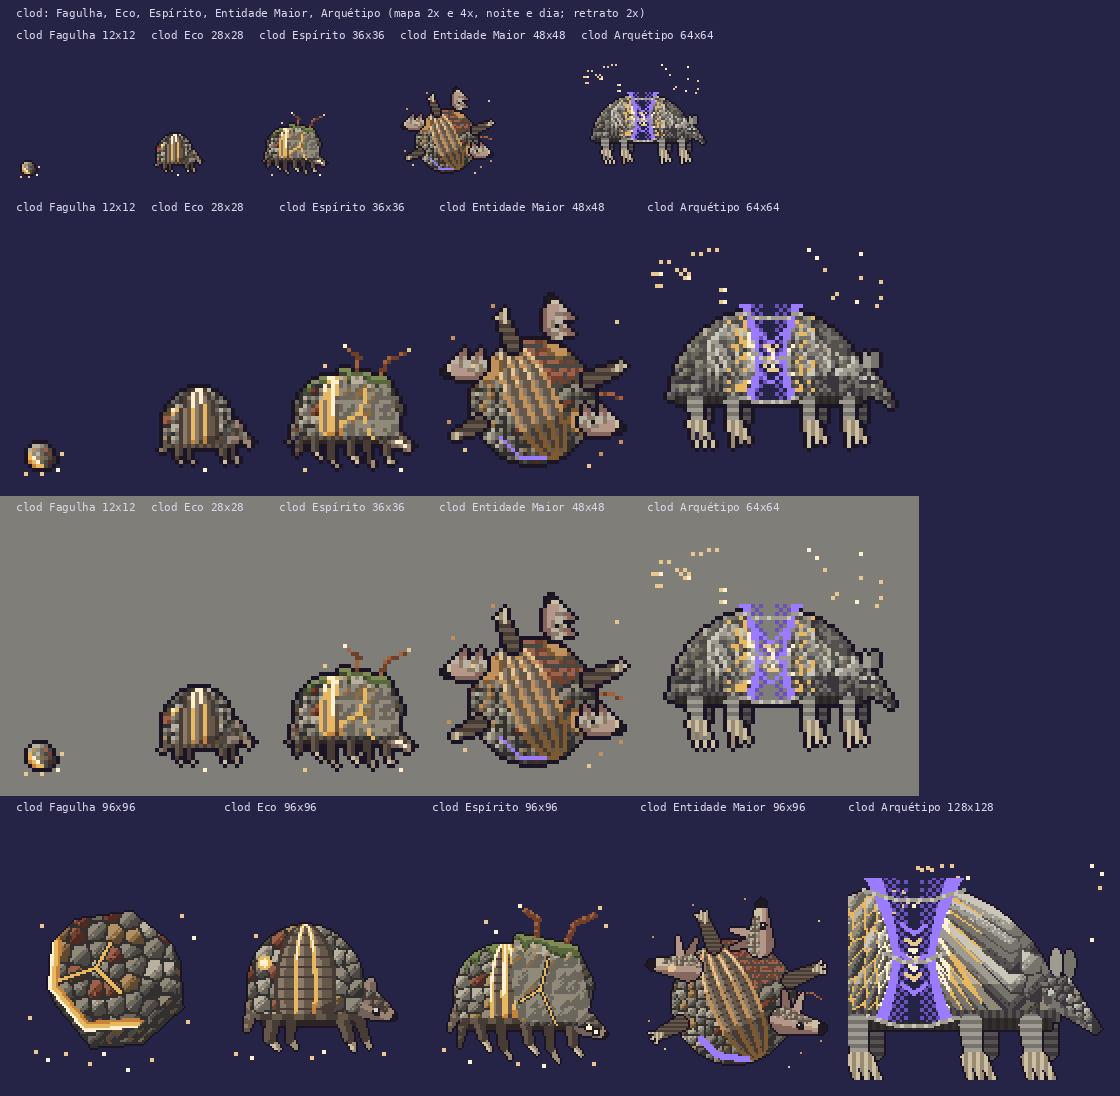 clod: Fagulha, Eco, Espírito, Entidade Maior, Arquétipo (mapa 2x e 4x, noite e dia; retrato 2x)
clod Fagulha 12x12 clod Eco 28x28 clod Espírito 36x36 clod Entidade Maior 48x48 clod Arquétipo 64x64
clod Fagulha 12x12 clod Eco 28x28 clod Espírito 36x36 clod Entidade Maior 48x48 clod Arquétipo 64x64
clod Fagulha 12x12 clod Eco 28x28 clod Espírito 36x36 clod Entidade Maior 48x48 clod Arquétipo 64x64
clod Fagulha 96x96 clod Eco 96x96 clod Espírito 96x96 clod Entidade Maior 96x96 clod Arquétipo 128x128